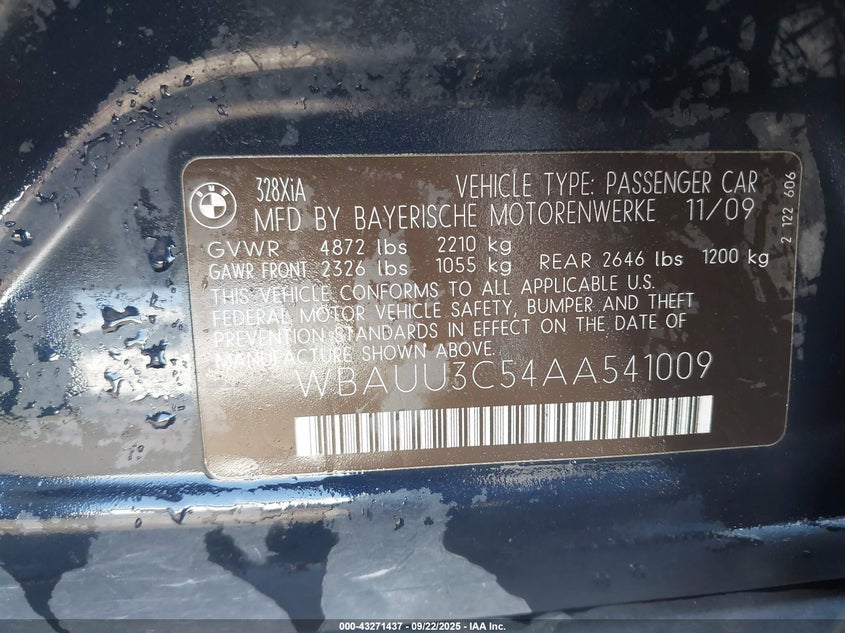 BMW
328XiA
VEHICLE TYPE: PASSENGER CAR
MFD BY BAYERISCHE MOTORENWERKE 11/09
GVWR 4872 lbs 2210 kg
GAWR FRONT 2326 lbs 1055 kg REAR 2646 lbs 1200 kg
THIS VEHICLE CONFORMS TO ALL APPLICABLE U.S.
FEDERAL MOTOR VEHICLE SAFETY, BUMPER AND THEFT
PREVENTION STANDARDS IN EFFECT ON THE DATE OF
MANUFACTURE SHOWN ABOVE.
WBAUU3C54AA541009
2 122 606
000-43271437 - 09/22/2025 - IAA Inc.